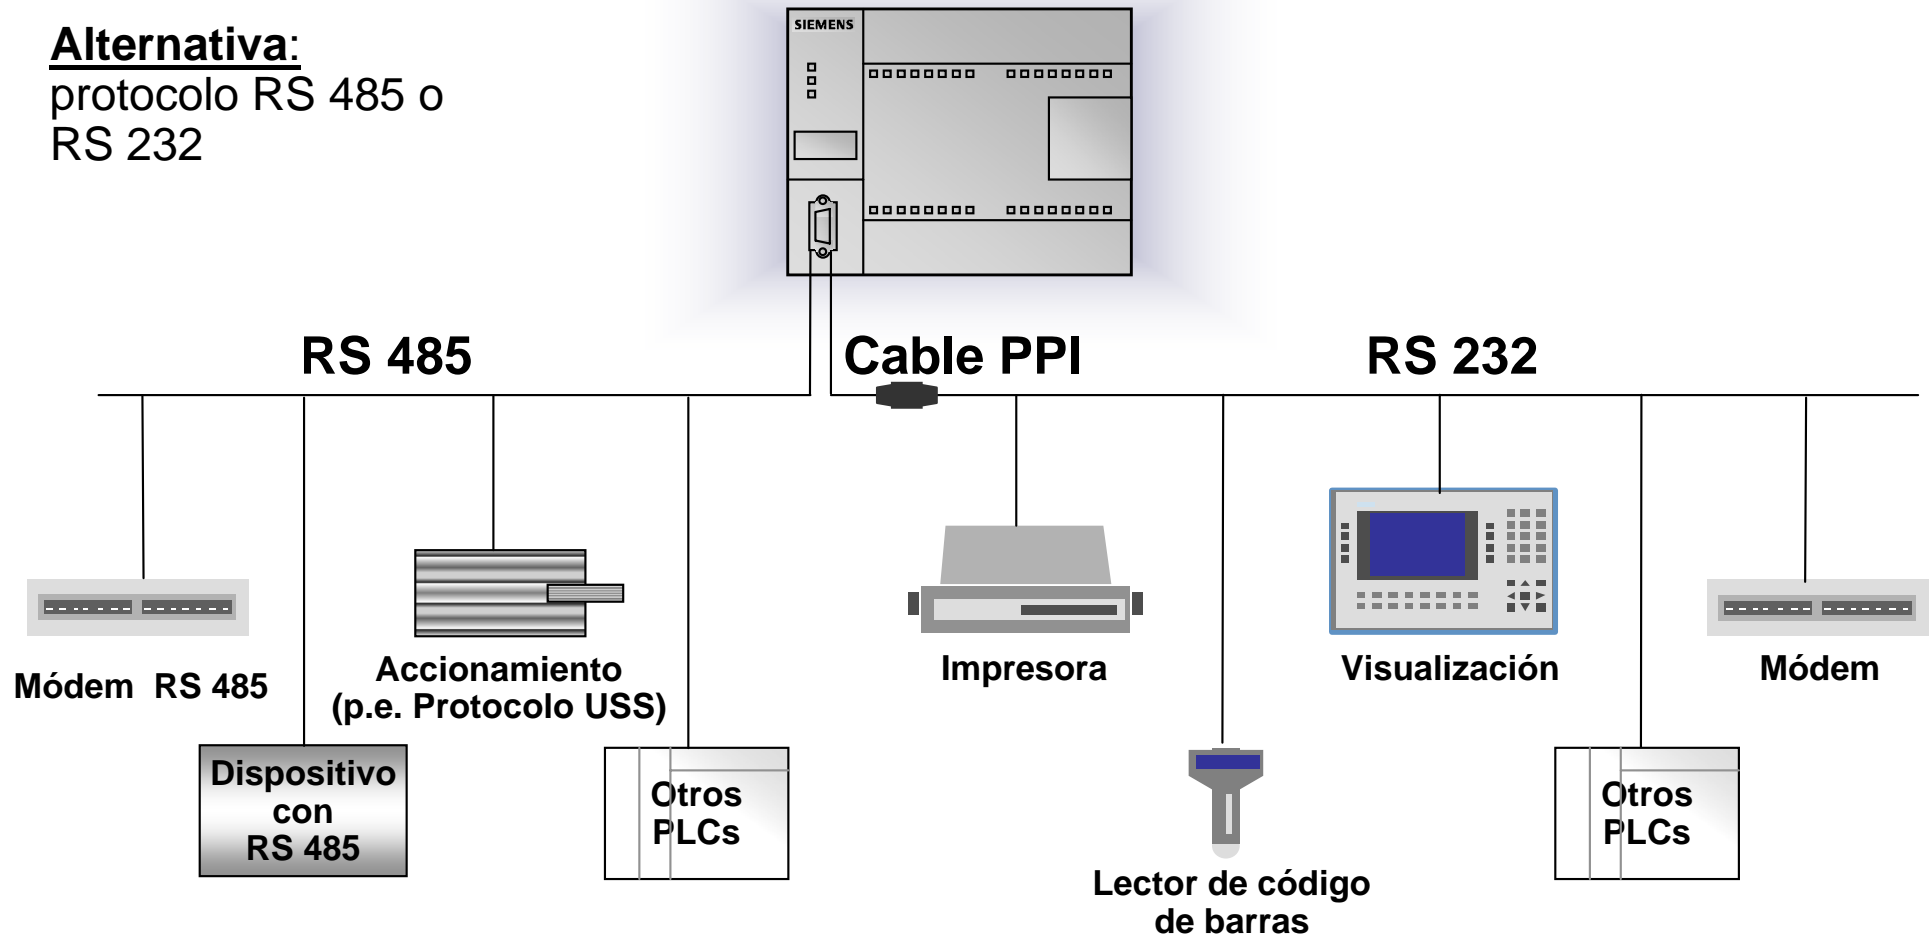 Alternativa:
protocolo RS 485 o
RS 232
SIEMENS
RS 485
Cable PPI
RS 232
Módem RS 485
Accionamiento
(p.e. Protocolo USS)
Impresora
Visualización
Módem
Dispositivo
con
RS 485
Otros
PLCs
Lector de código
de barras
Otros
PLCs